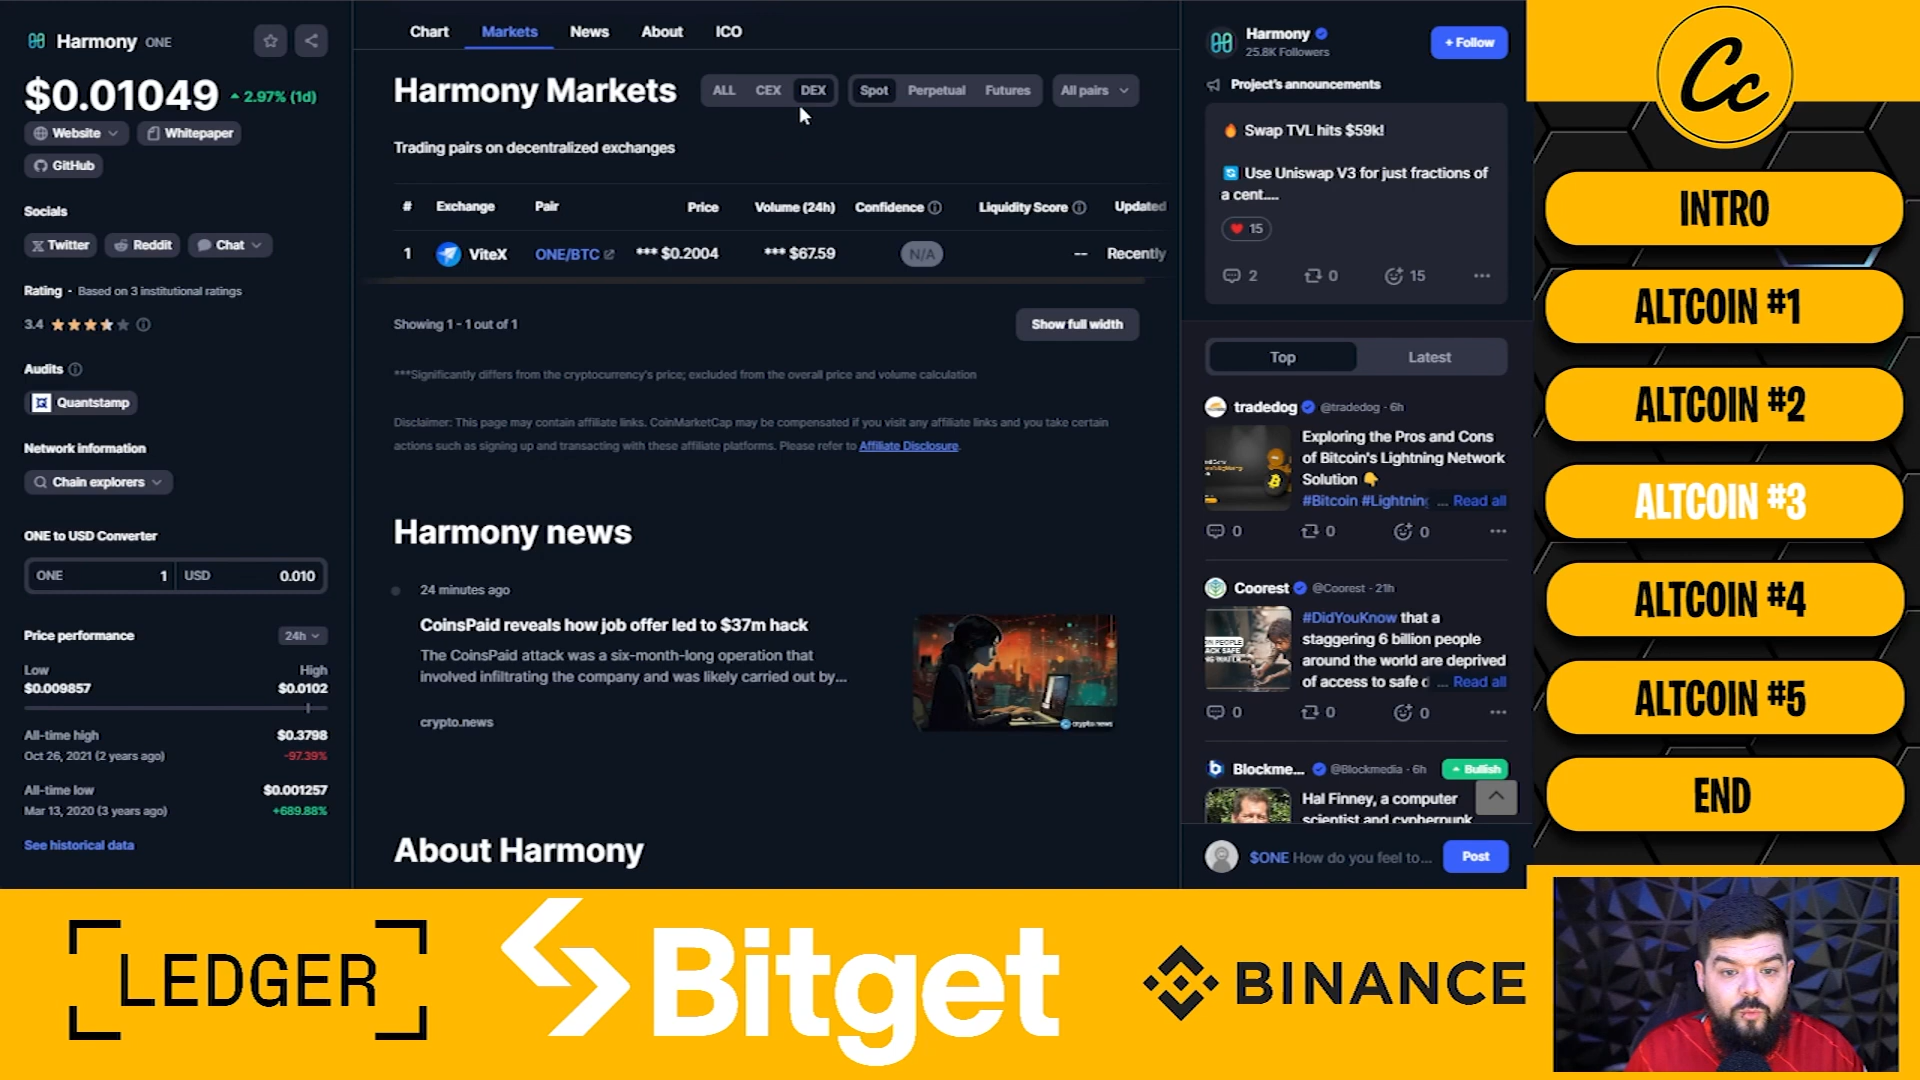 Harmony ONE
$0.01049 2.97% (1d)
Website
Whitepaper
GitHub
Socials
Twitter
Reddit
Chat
Rating · Based on 3 institutional ratings
3.4
Audits
Quantstamp
Network information
Chain explorers
ONE to USD Converter
ONE 1 USD 0.010
Price performance 24h
Low High
$0.009857 $0.0102
All-time high $0.3798
Oct 26, 2021 (2 years ago) -97.39%
All-time low $0.001257
Mar 13, 2020 (3 years ago) +689.88%
See historical data
Chart Markets News About ICO
Harmony Markets
ALL CEX DEX
Spot Perpetual Futures
All pairs
Trading pairs on decentralized exchanges
# Exchange Pair Price Volume (24h) Confidence Liquidity Score Updated
1 ViteX ONE/BTC *** $0.2004 *** $67.59 N/A -- Recently
Showing 1 - 1 out of 1
Show full width
***Significantly differs from the cryptocurrency's price; excluded from the overall price and volume calculation
Disclaimer: This page may contain affiliate links. CoinMarketCap may be compensated if you visit any affiliate links and you take certain
actions such as signing up and transacting with these affiliate platforms. Please refer to Affiliate Disclosure.
Harmony news
24 minutes ago
CoinsPaid reveals how job offer led to $37m hack
The CoinsPaid attack was a six-month-long operation that
involved infiltrating the company and was likely carried out by...
crypto.news
crypto.news
About Harmony
Harmony
25.8K Followers
+ Follow
Project's announcements
Swap TVL hits $59k!
Use Uniswap V3 for just fractions of
a cent....
15
2 0 15
Top Latest
tradedog @tradedog · 6h
Exploring the Pros and Cons
of Bitcoin's Lightning Network
Solution
#Bitcoin #Lightnin ... Read all
0 0 0
Coorest @Coorest · 21h
#DidYouKnow that a
staggering 6 billion people
around the world are deprived
of access to safe d ... Read all
0 0 0
Blockme... @Blockmedia · 6h Bullish
Hal Finney, a computer
scientist and cypherpunk
$ONE How do you feel to...
Post
Cc
INTRO
ALTCOIN #1
ALTCOIN #2
ALTCOIN #3
ALTCOIN #4
ALTCOIN #5
END
LEDGER
Bitget
BINANCE